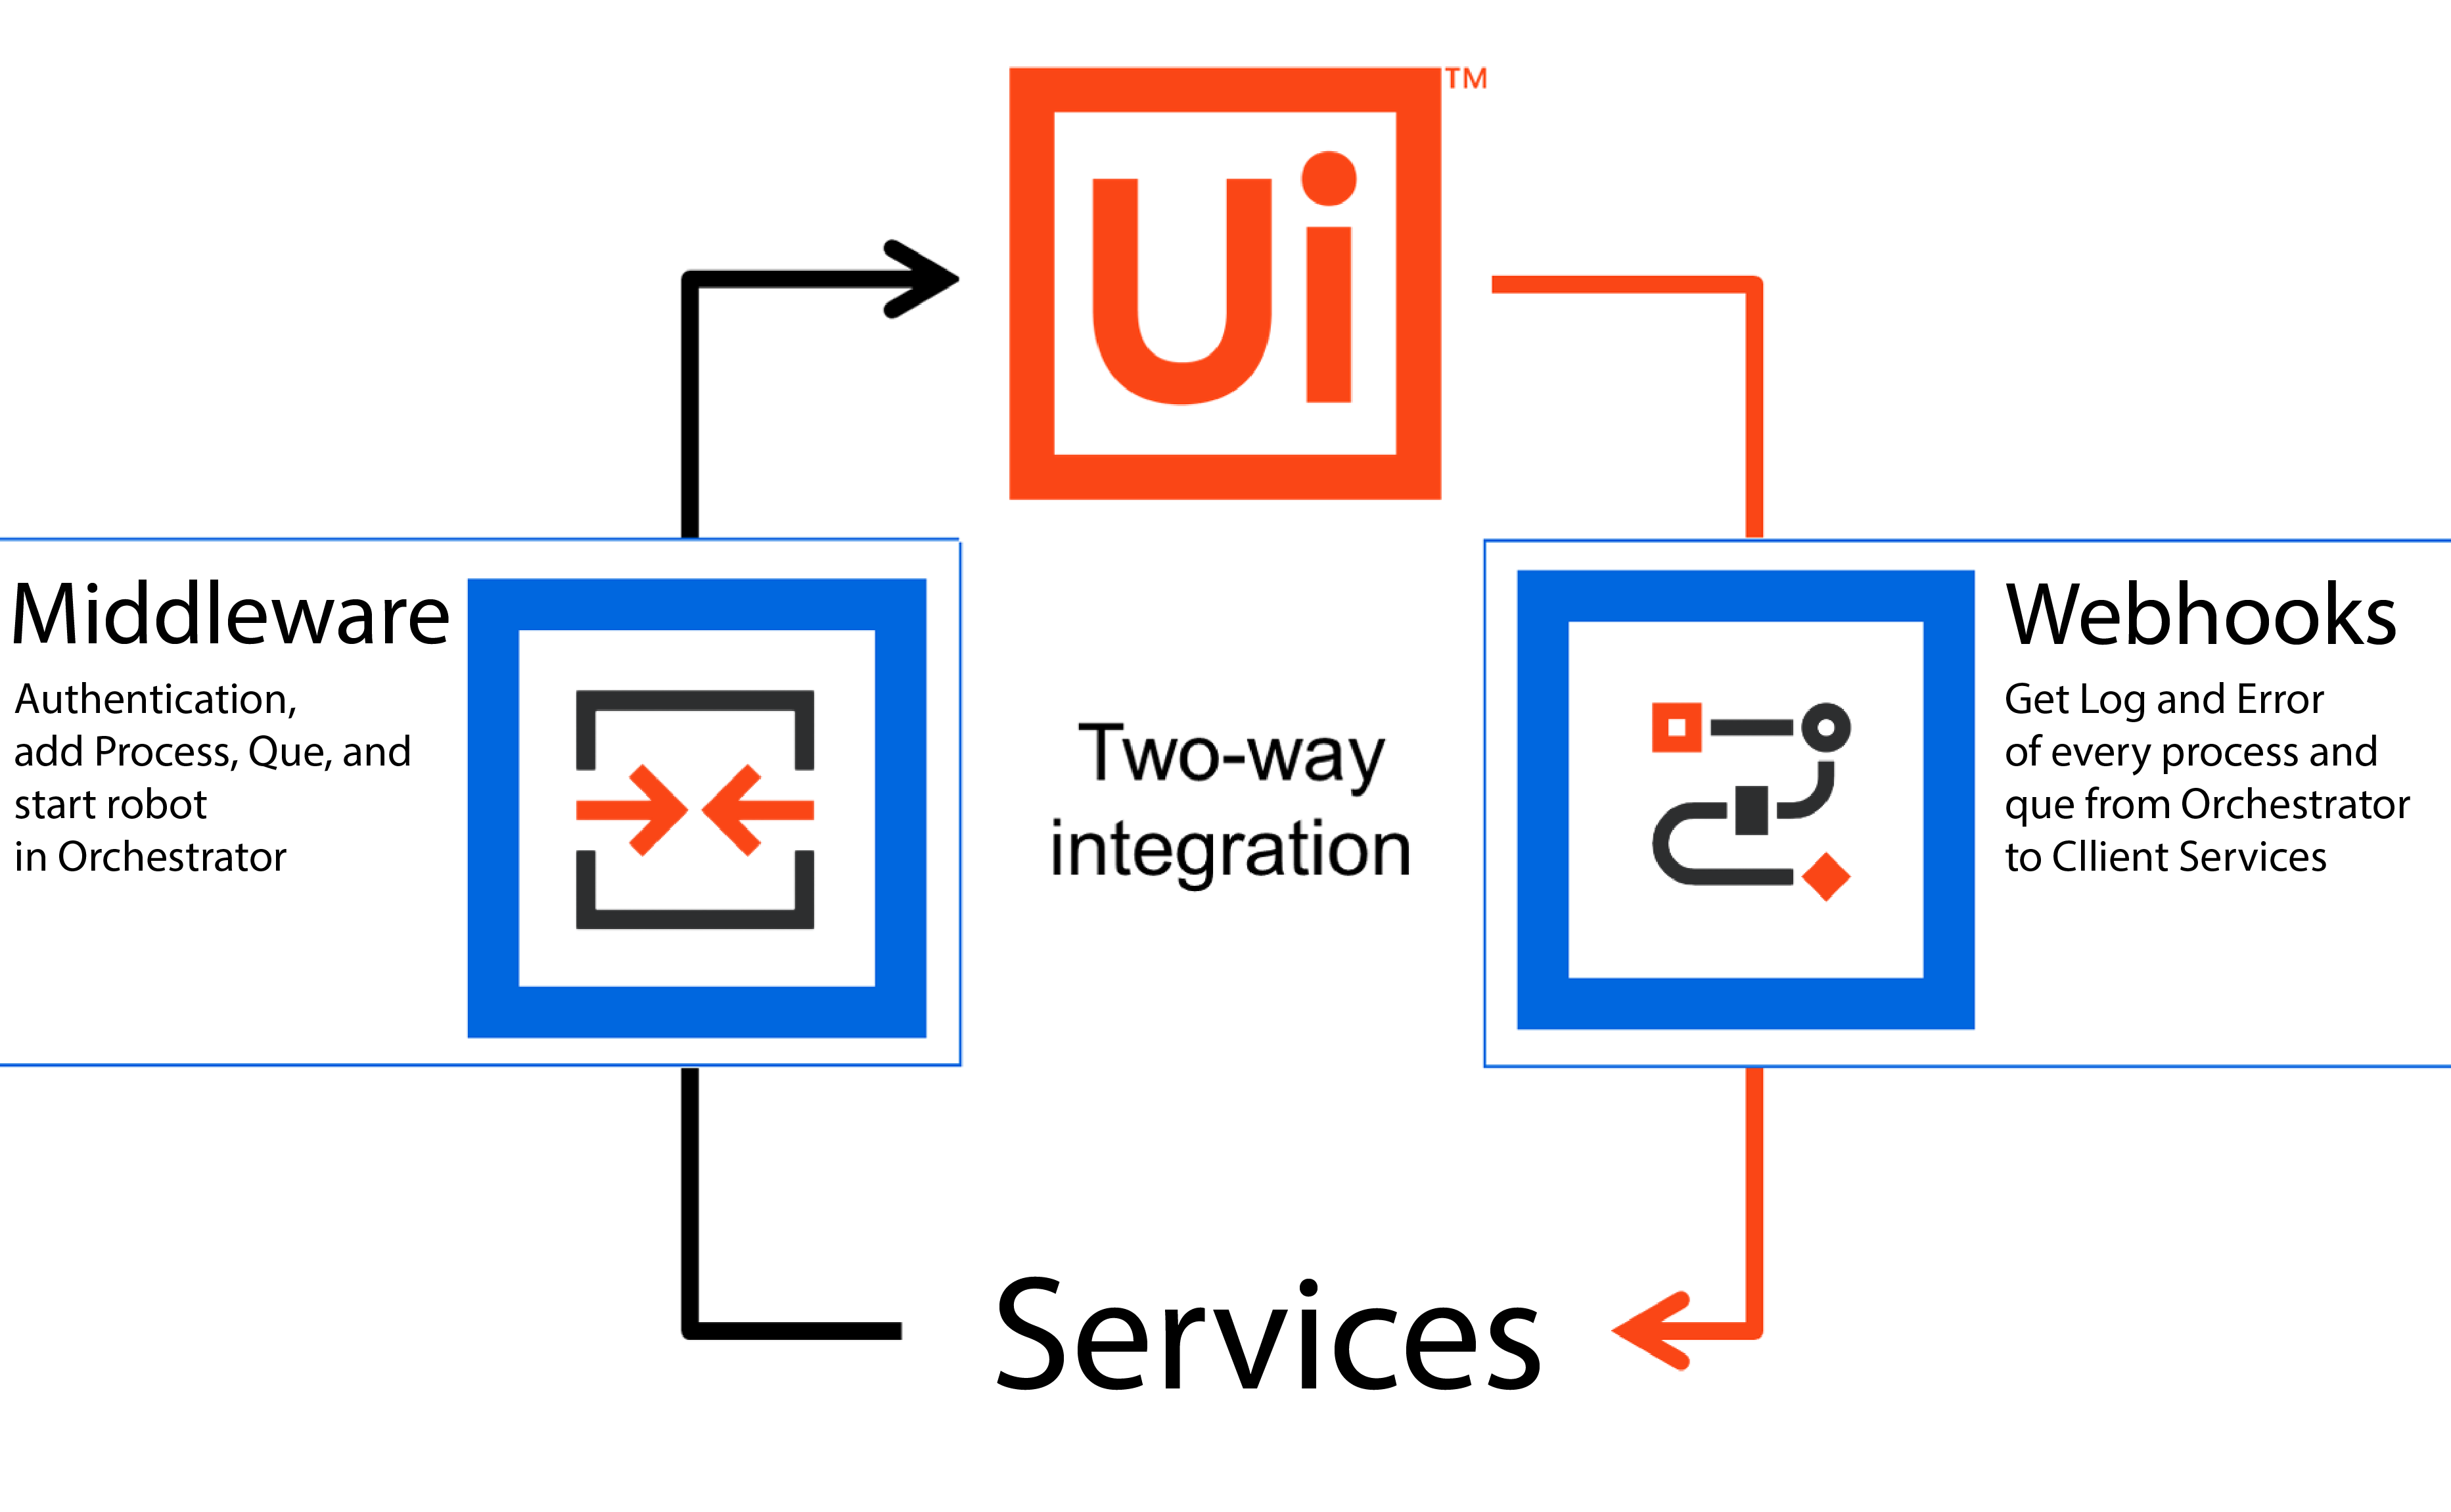 Ui™
Middleware
Authentication,
add Process, Que, and
start robot
in Orchestrator
Two-way
integration
Webhooks
Get Log and Error
of every process and
que from Orchestrator
to Cllient Services
Services